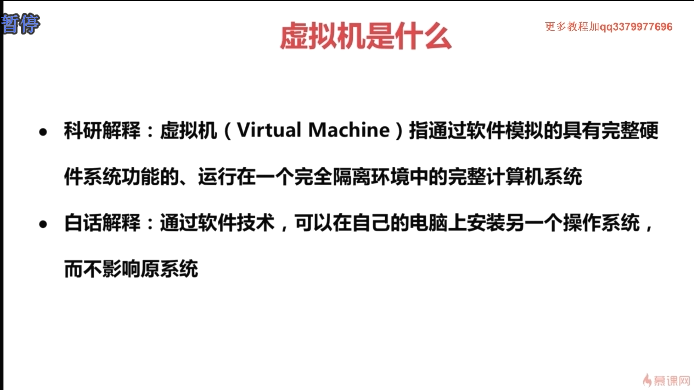 暂停
虚拟机是什么
更多教程加qq3379977696
● 科研解释：虚拟机（Virtual Machine）指通过软件模拟的具有完整硬
件系统功能的、运行在一个完全隔离环境中的完整计算机系统
● 白话解释：通过软件技术，可以在自己的电脑上安装另一个操作系统，
而不影响原系统
慕课网